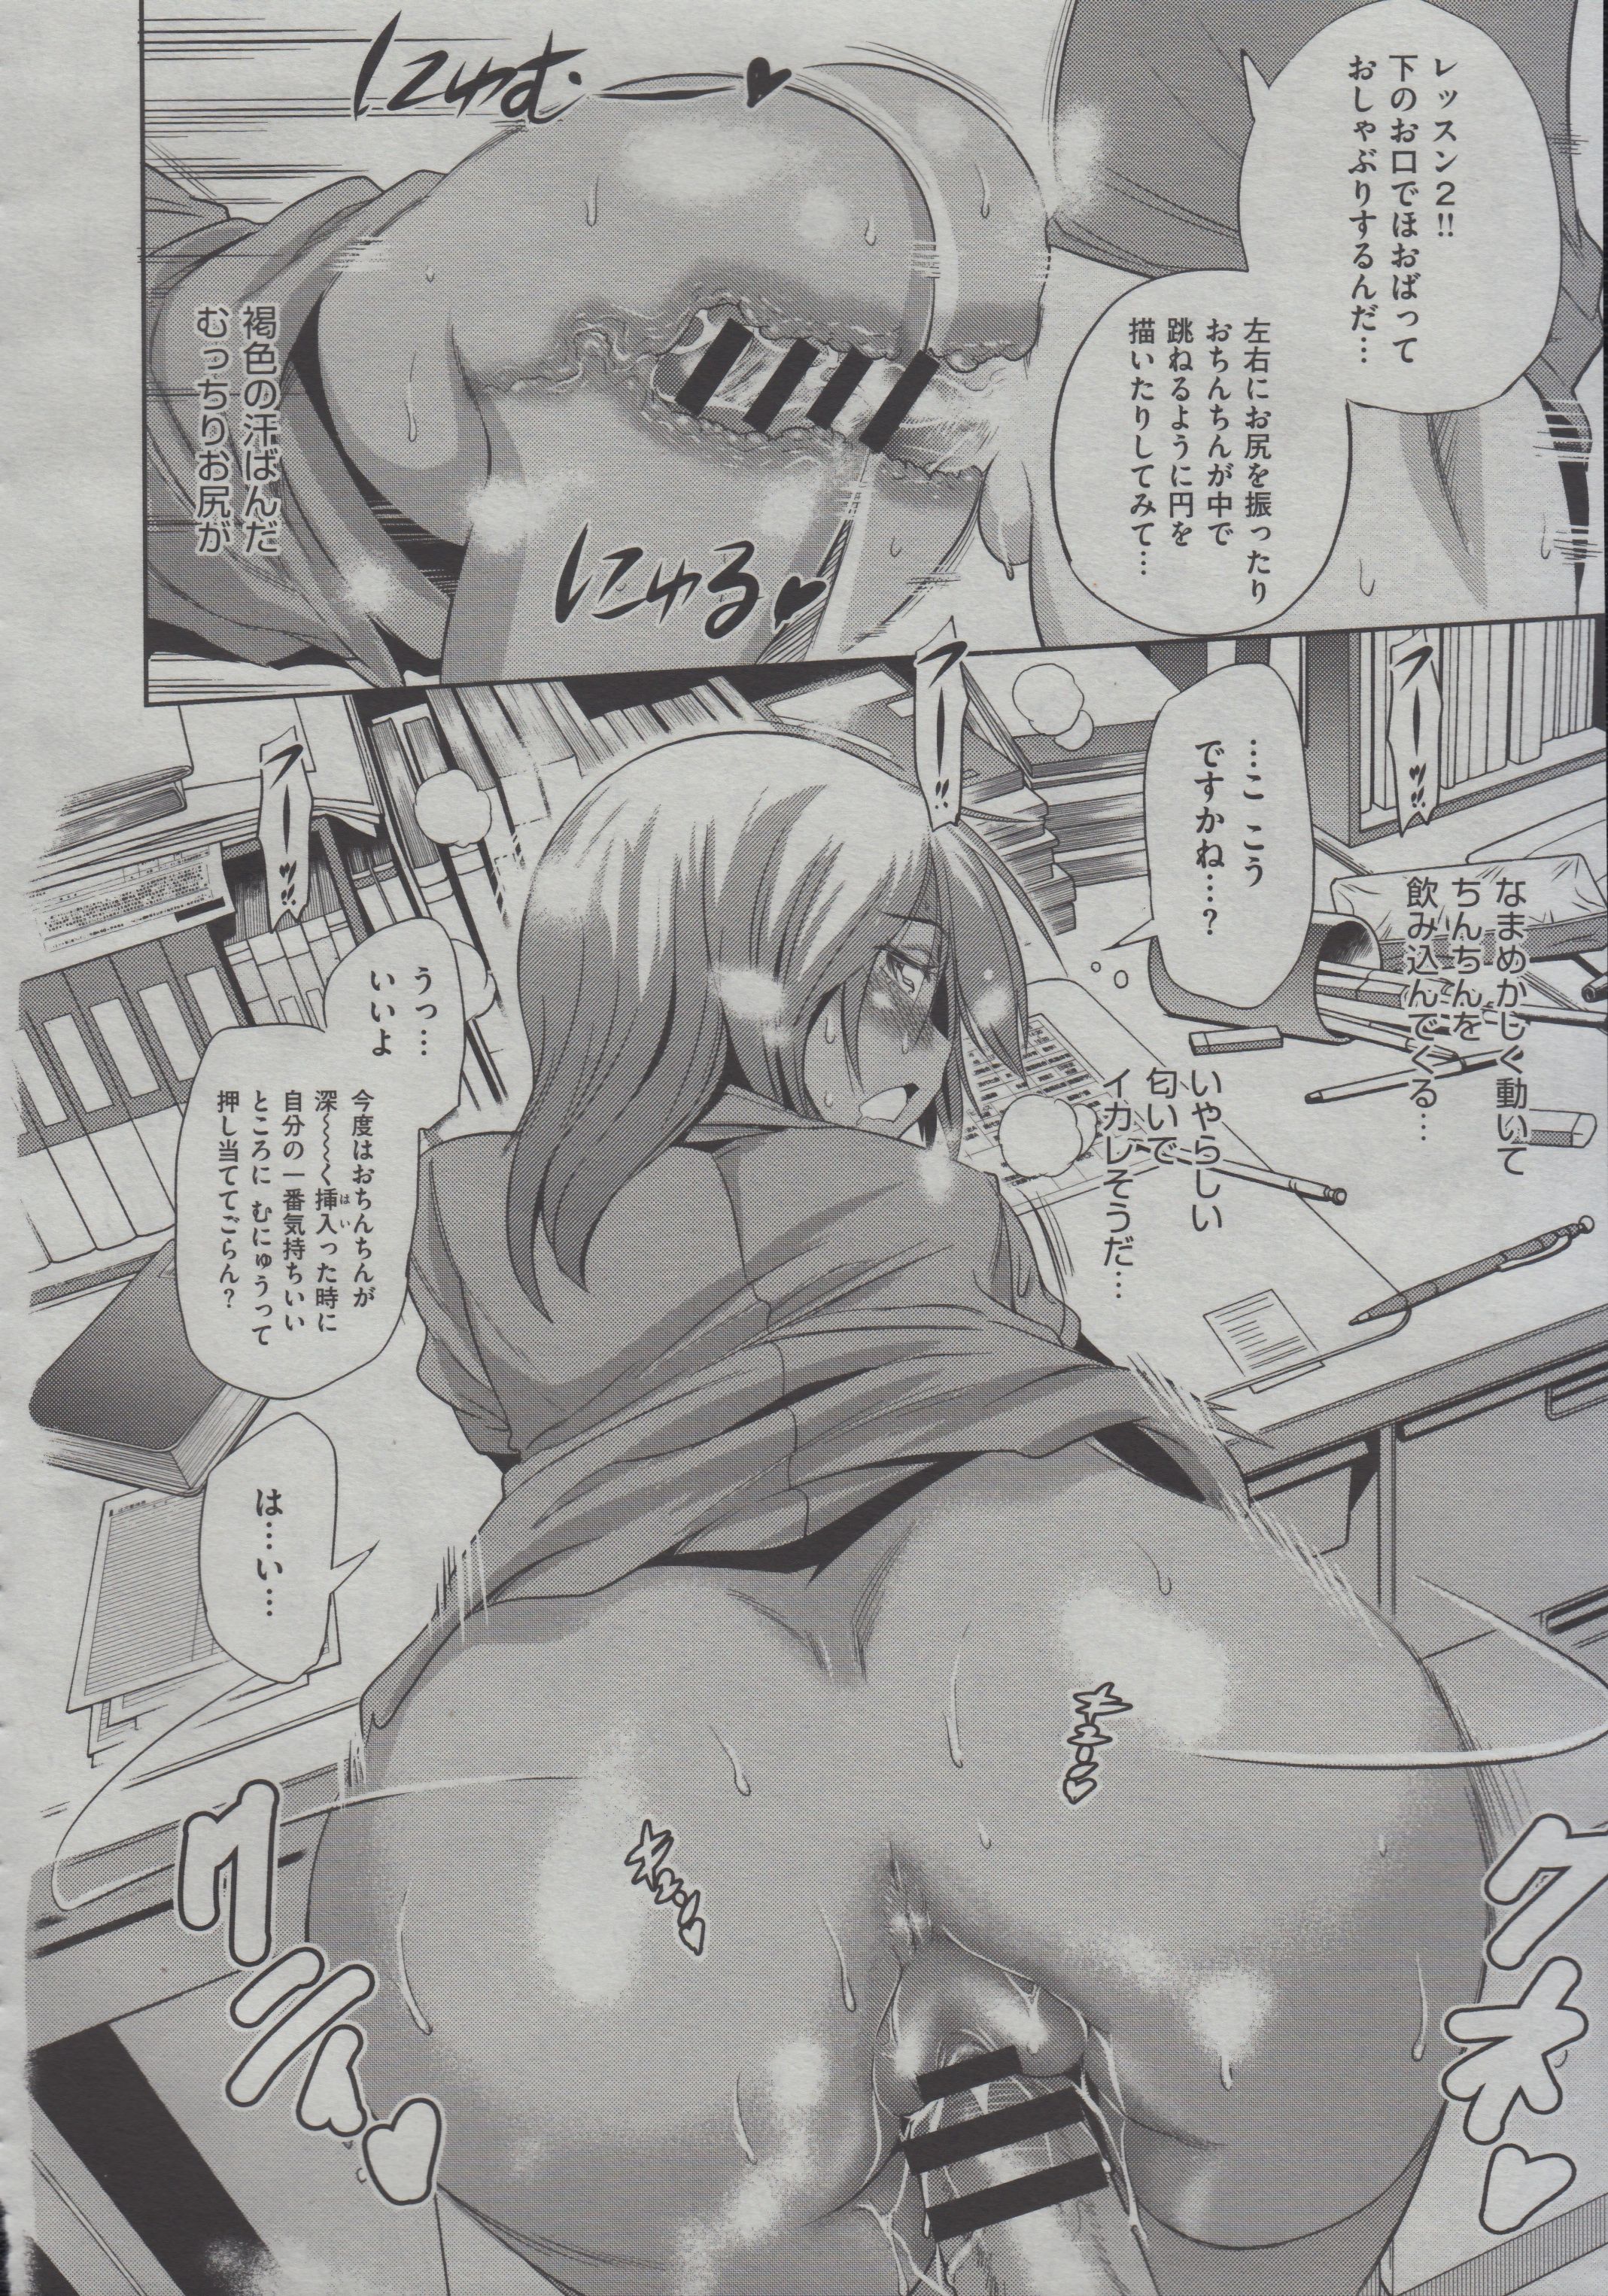 レッスン2!!
下のお口でほおばって
おしゃぶりするんだ…
左右にお尻を振ったり
おちんちんが中で
跳ねるように円を
描いたりしてみて…
にゅむ―♥
にゅる♥
褐色の汗ばんだ
むっちりお尻が
フーッ!!
…こ こう
ですかね…?
なまめかしく動いて
ちんちんを
飲み込んでくる…
フーッ!!
いやらしい
匂いで
イカレそうだ…
フーッ!!
うっ…
いいよ
今度はおちんちんが
深〜〜〜く挿入った時に
はい
自分の一番気持ちいい
ところに むにゅうって
押し当ててごらん?
は…い…
キュン♡
キュン♡
クネ♡
グリッ♡